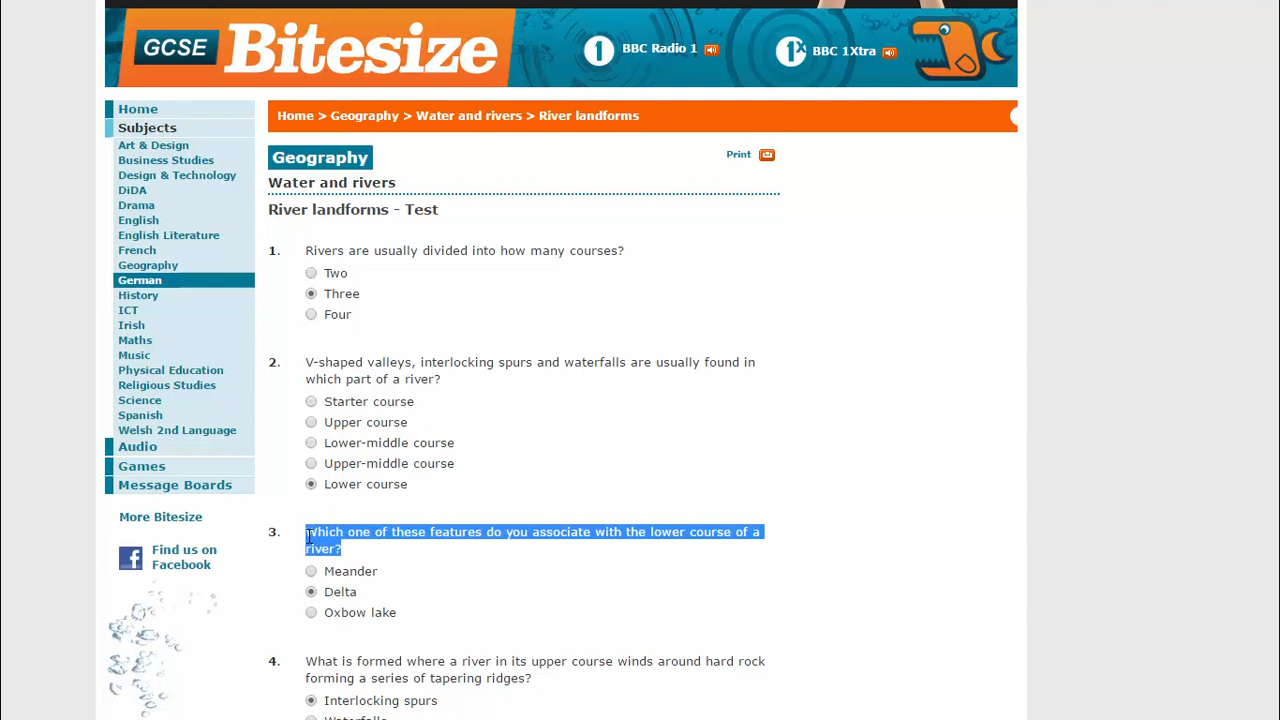 GCSE Bitesize
BBC Radio 1
BBC 1Xtra
Home
Subjects
Art & Design
Business Studies
Design & Technology
DiDA
Drama
English
English Literature
French
Geography
German
History
ICT
Irish
Maths
Music
Physical Education
Religious Studies
Science
Spanish
Welsh 2nd Language
Audio
Games
Message Boards
More Bitesize
Find us on
Facebook
Home > Geography > Water and rivers > River landforms
Geography
Print
Water and rivers
River landforms - Test
1. Rivers are usually divided into how many courses?
Two
Three
Four
2. V-shaped valleys, interlocking spurs and waterfalls are usually found in
which part of a river?
Starter course
Upper course
Lower-middle course
Upper-middle course
Lower course
3. Which one of these features do you associate with the lower course of a
river?
Meander
Delta
Oxbow lake
4. What is formed where a river in its upper course winds around hard rock
forming a series of tapering ridges?
Interlocking spurs
Waterfalls